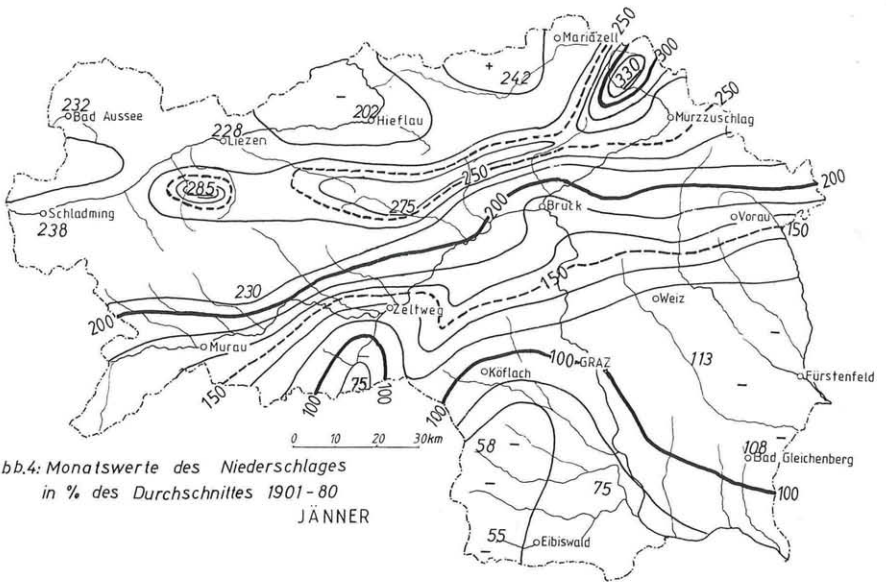 250
Mariazell
+
242
330
300
232
Bad Aussee
-
202
Hieflau
250
Murzzuschlag
228
Liezen
250
285
275
200
200
Bruck
Schladming
238
Vorau
150
230
150
200
Zeltweg
Weiz
Murau
-
150
100
75
100
100
100
GRAZ
Köflach
113
-
-
Fürstenfeld
0 10 20 30km
58
-
108
Bad Gleichenberg
bb.4: Monatswerte des Niederschlages
in % des Durchschnittes 1901-80
JÄNNER
-
75
100
-
55
Eibiswald
-